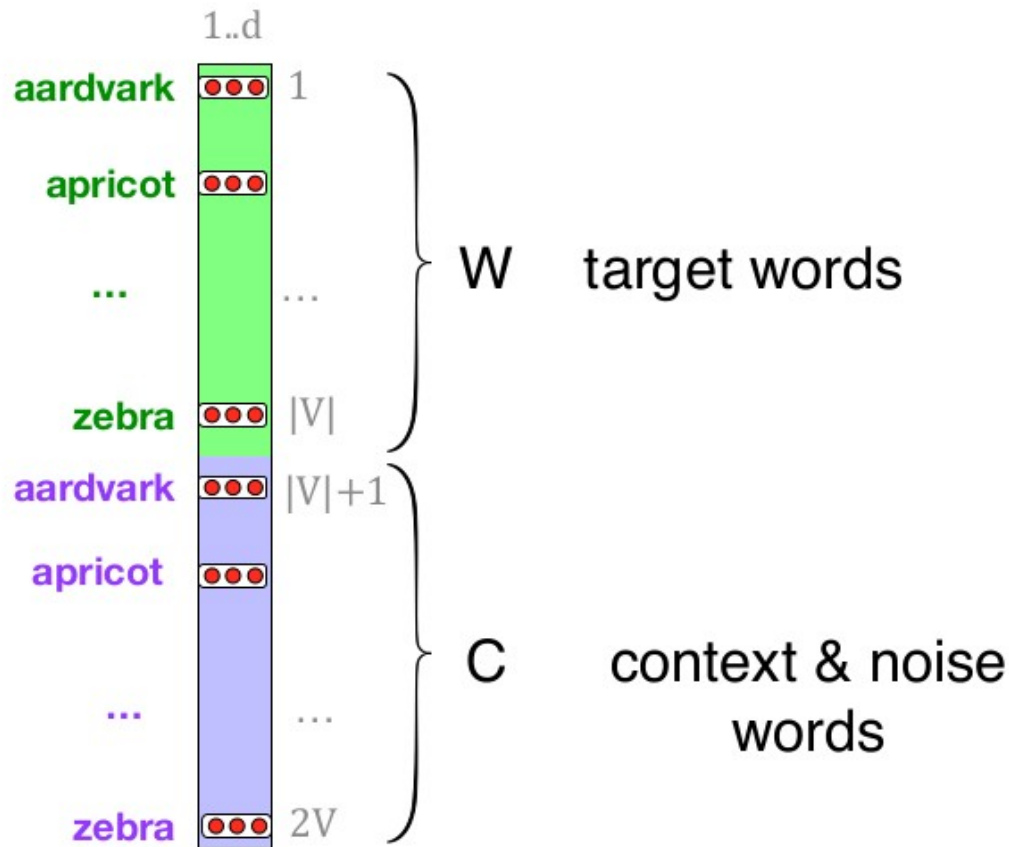 1..d
aardvark 1
apricot
... ...
zebra |V|
W target words
aardvark |V|+1
apricot
C context & noise
words
... ...
zebra 2V